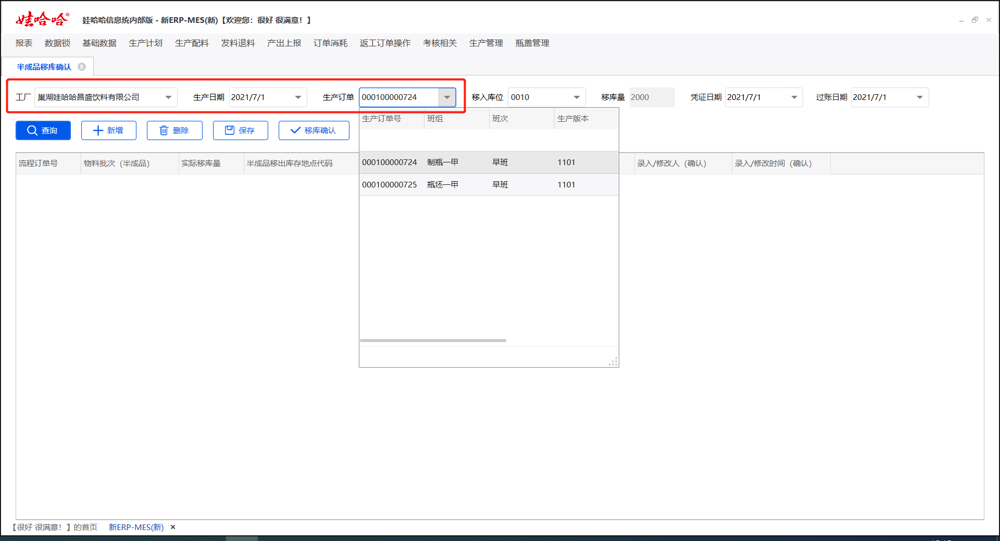 娃哈哈®
娃哈哈信息统内部版 - 新ERP-MES(新)【欢迎您：很好 很满意！】
报表 数据锁 基础数据 生产计划 生产配料 发料退料 产出上报 订单消耗 返工订单操作 考核相关 生产管理 瓶盖管理
半成品移库确认
工厂 巢湖娃哈哈昌盛饮料有限公司 生产日期 2021/7/1 生产订单 000100000724 移入库位 0010 移库量 2000 凭证日期 2021/7/1 过账日期 2021/7/1
查询 新增 删除 保存 移库确认
生产订单号 班组 班次 生产版本
000100000724 制瓶一甲 早班 1101
000100000725 瓶坯一甲 早班 1101
流程订单号 物料批次（半成品） 实际移库量 半成品移出库存地点代码 录入/修改人（确认） 录入/修改时间（确认）
【很好 很满意！】的首页 新ERP-MES(新) ×